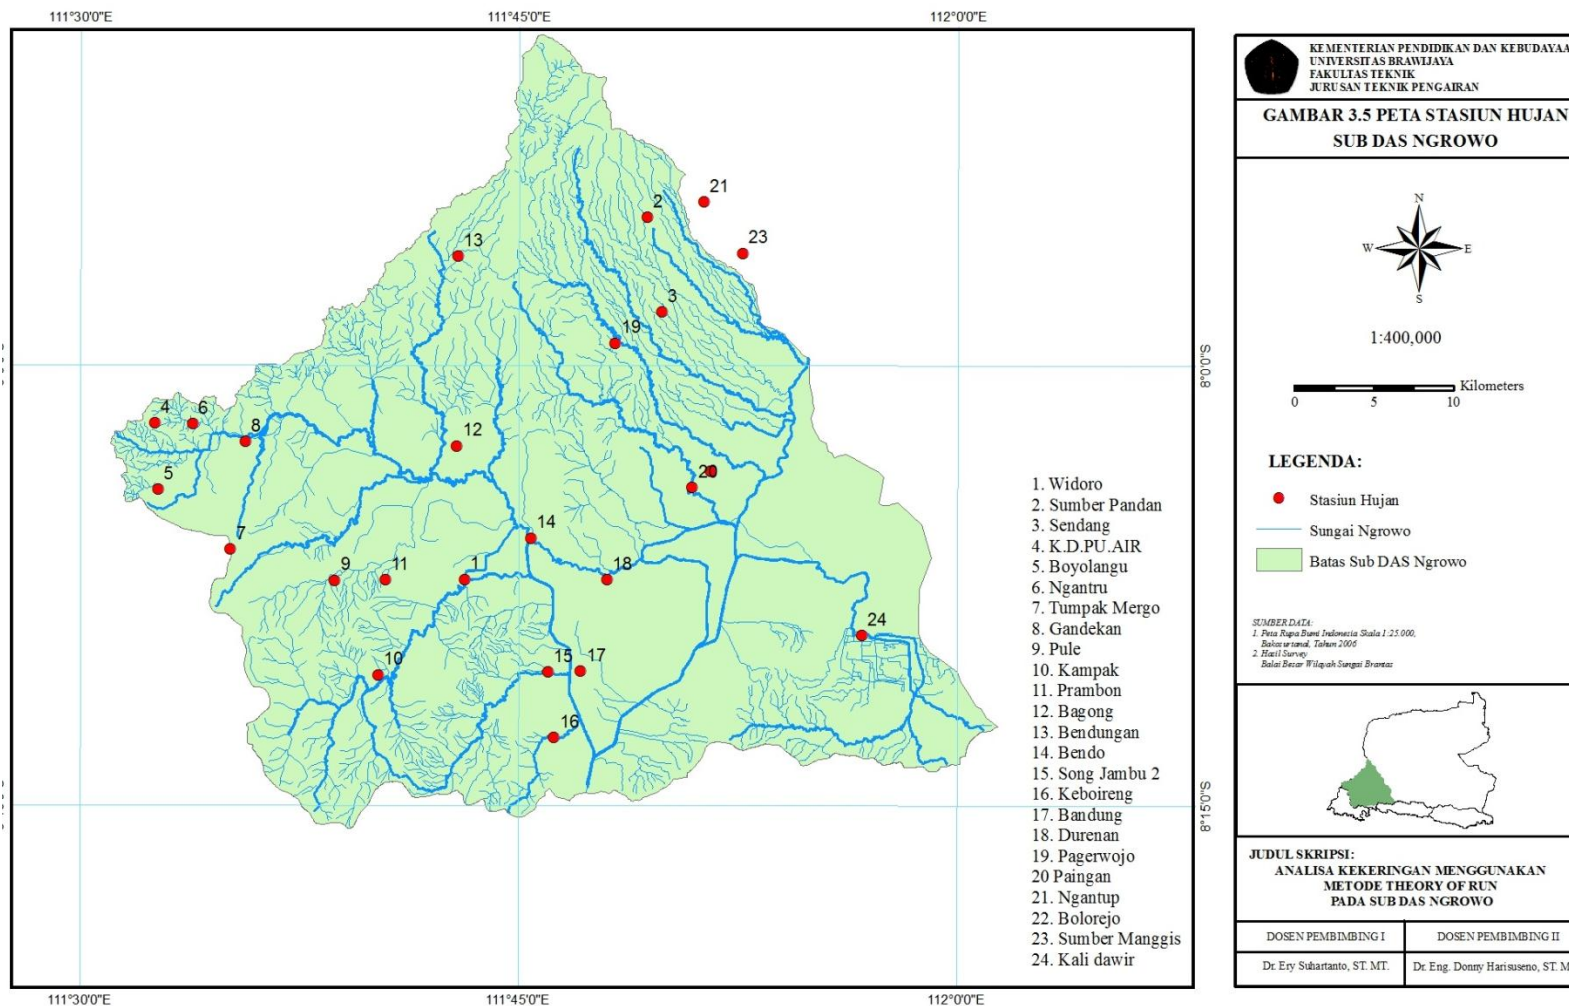 111°30'0"E
111°45'0"E
112°0'0"E
21
2
23
13
3
19
8°0'0"S
4
6
8
12
5
20
14
7
9
11
1
18
24
10
15
17
16
8°15'0"S
111°30'0"E
111°45'0"E
112°0'0"E
1. Widoro
2. Sumber Pandan
3. Sendang
4. K.D.PU.AIR
5. Boyolangu
6. Ngantru
7. Tumpak Mergo
8. Gandekan
9. Pule
10. Kampak
11. Prambon
12. Bagong
13. Bendungan
14. Bendo
15. Song Jambu 2
16. Keboireng
17. Bandung
18. Durenan
19. Pagerwojo
20 Paingan
21. Ngantup
22. Bolorejo
23. Sumber Manggis
24. Kali dawir
KEMENTERIAN PENDIDIKAN DAN KEBUDAYAA
UNIVERSITAS BRAWIJAYA
FAKULTAS TEKNIK
JURUSAN TEKNIK PENGAIRAN
GAMBAR 3.5 PETA STASIUN HUJAN
SUB DAS NGROWO
N
W E
S
1:400,000
Kilometers
0 5 10
LEGENDA:
Stasiun Hujan
Sungai Ngrowo
Batas Sub DAS Ngrowo
SUMBER DATA:
1. Peta Rupa Bumi Indonesia Skala 1:25.000,
Bakosurtanal, Tahun 2006
2. Hasil Survey
Balai Besar Wilayah Sungai Brantas
JUDUL SKRIPSI:
ANALISA KEKERINGAN MENGGUNAKAN
METODE THEORY OF RUN
PADA SUB DAS NGROWO
DOSEN PEMBIMBING I
DOSEN PEMBIMBING II
Dr. Ery Suhartanto, ST. MT.
Dr. Eng. Donny Harisuseno, ST. M